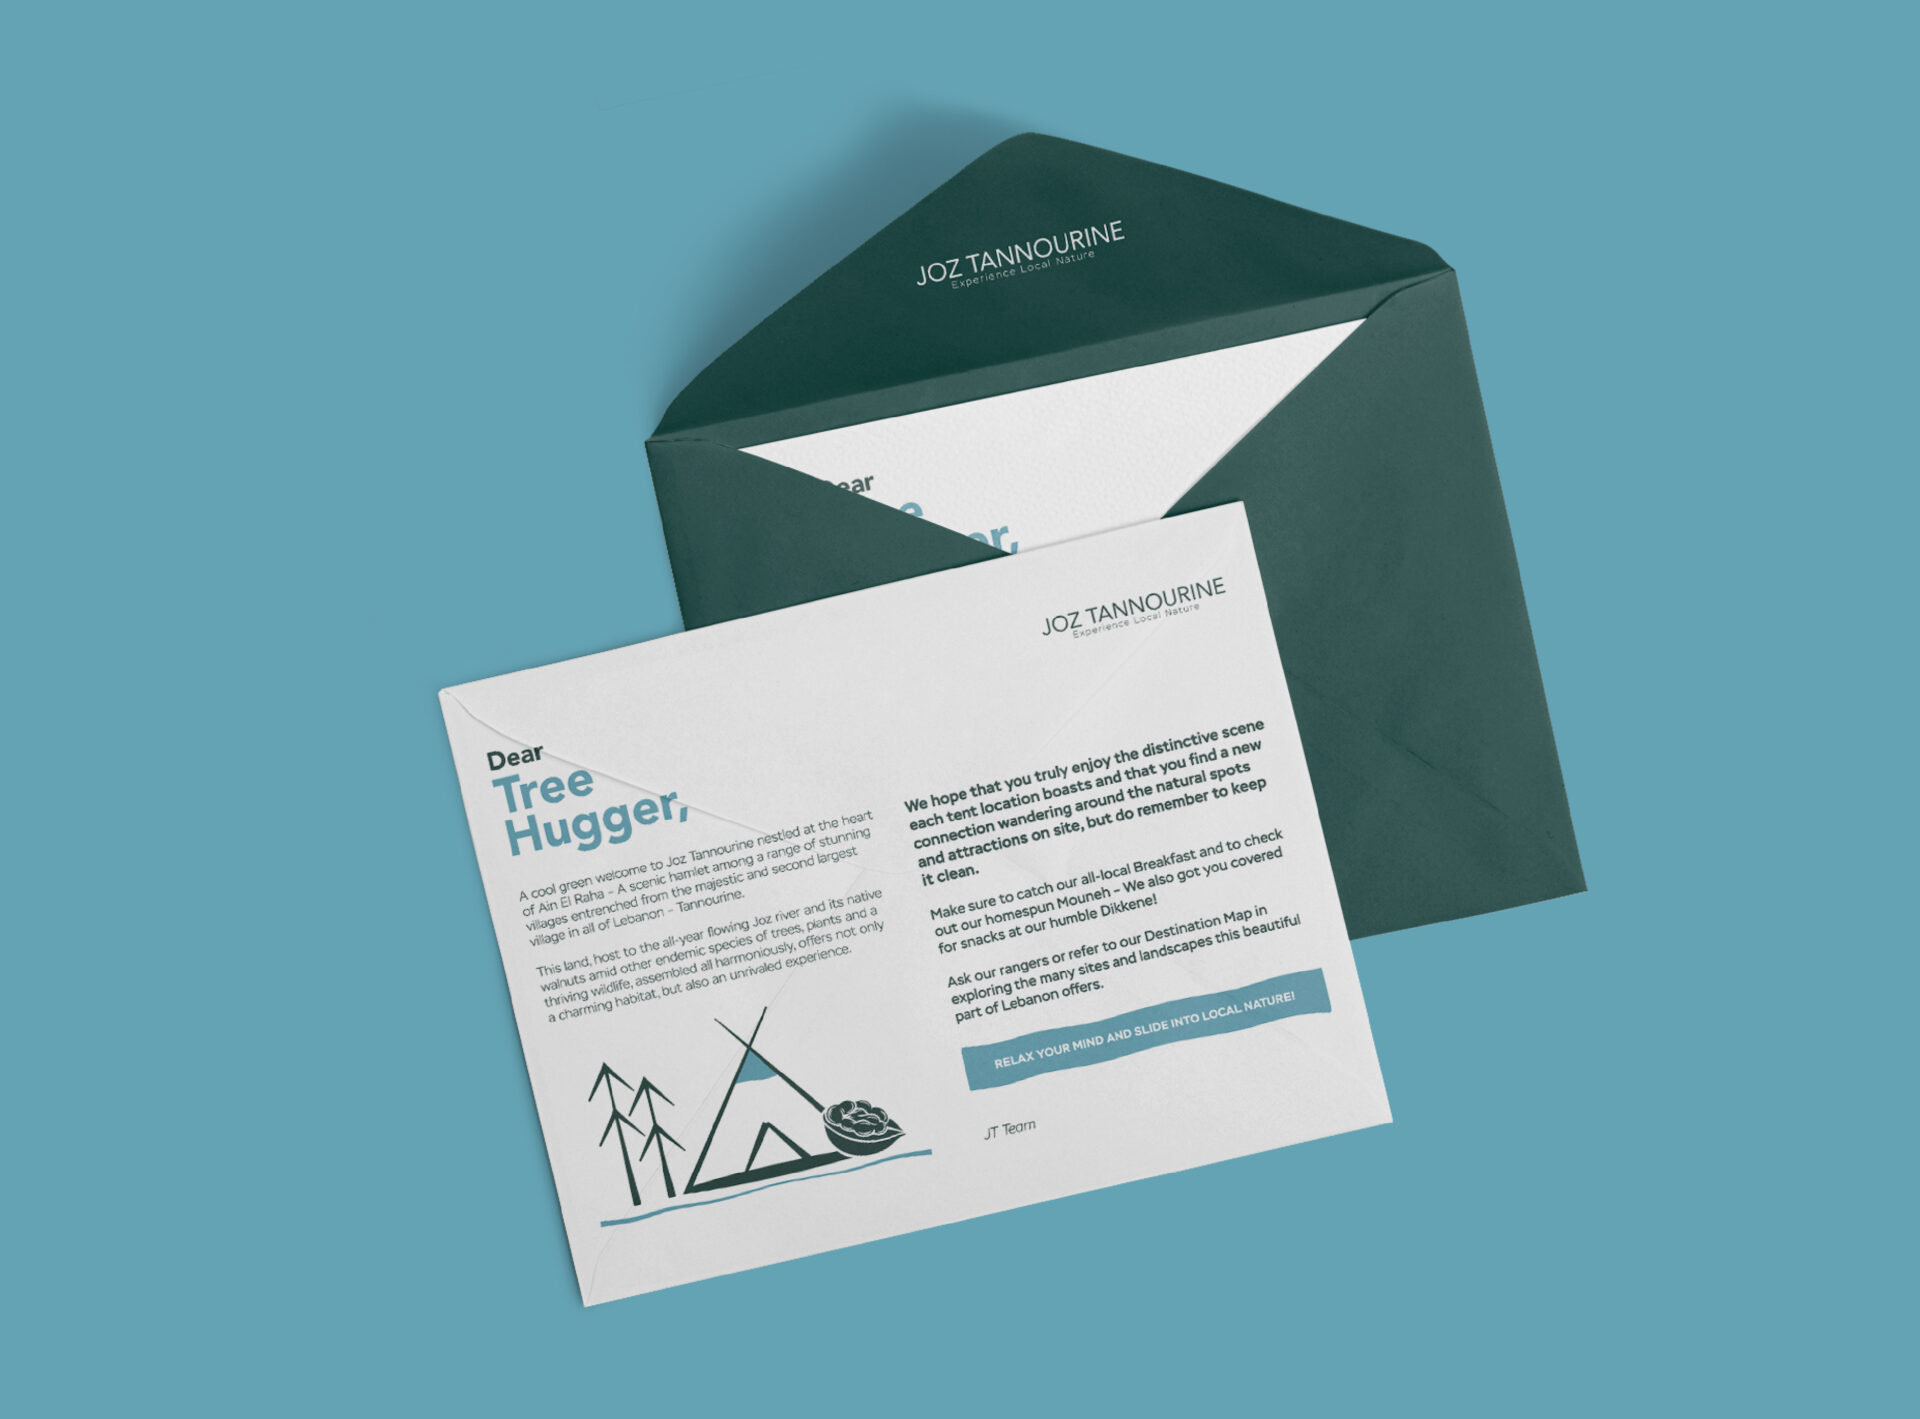 JOZ TANNOURINE
Experience Local Nature
ear
e
er,
JOZ TANNOURINE
Experience Local Nature
Dear
Tree
Hugger,
A cool green welcome to Joz Tannourine nestled at the heart
of Ain El Raha – A scenic hamlet among a range of stunning
villages entrenched from the majestic and second largest
village in all of Lebanon – Tannourine.
This land, host to the all-year flowing Joz river and its native
walnuts amid other endemic species of trees, plants and a
thriving wildlife, assembled all harmoniously, offers not only
a charming habitat, but also an unrivaled experience.
We hope that you truly enjoy the distinctive scene
each tent location boasts and that you find a new
connection wandering around the natural spots
and attractions on site, but do remember to keep
it clean.
Make sure to catch our all-local Breakfast and to check
out our homespun Mouneh – We also got you covered
for snacks at our humble Dikkene!
Ask our rangers or refer to our Destination Map in
exploring the many sites and landscapes this beautiful
part of Lebanon offers.
RELAX YOUR MIND AND SLIDE INTO LOCAL NATURE!
JT Team